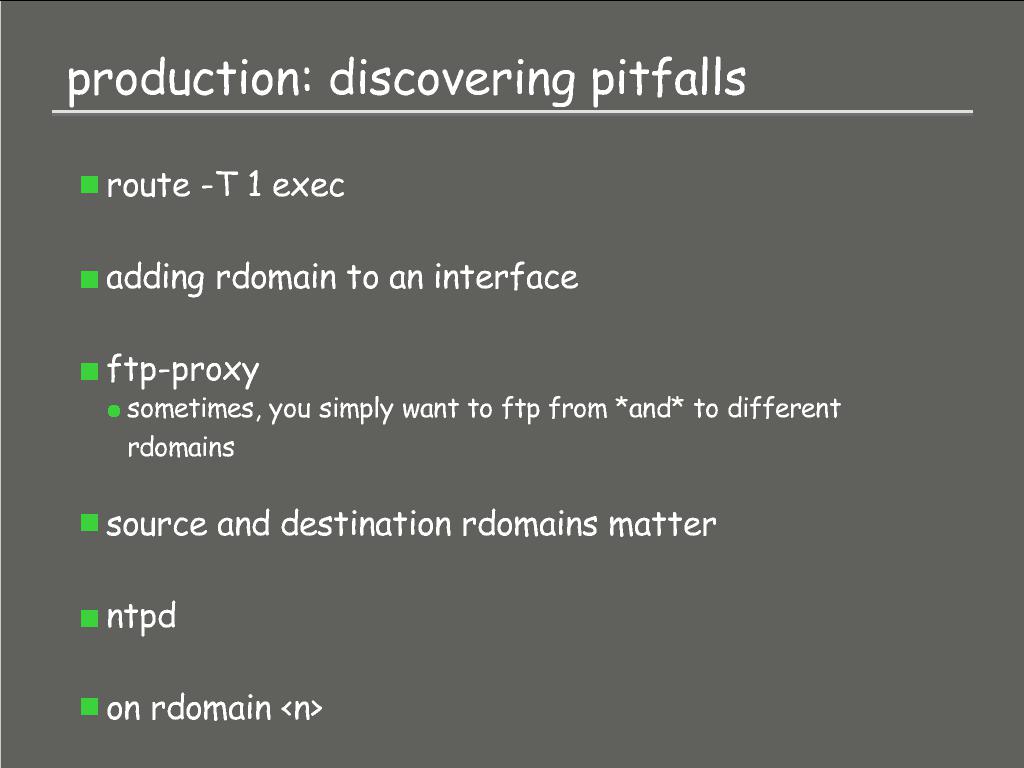 production: discovering pitfalls
route -T 1 exec
adding rdomain to an interface
ftp-proxy
sometimes, you simply want to ftp from *and* to different
rdomains
source and destination rdomains matter
ntpd
on rdomain <n>